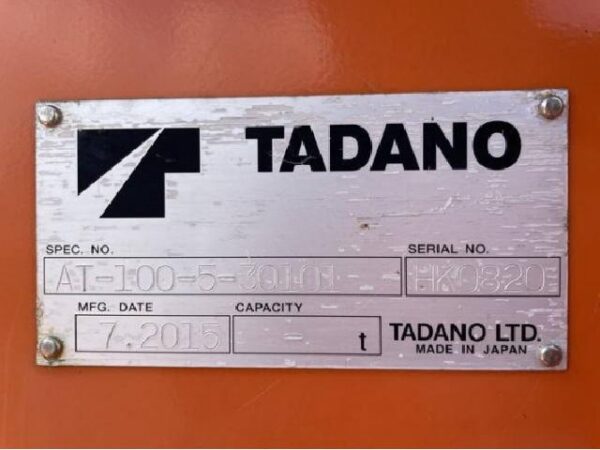 TADANO
SPEC. NO.
SERIAL NO.
AT-100-5-30101
HK0820
MFG. DATE
CAPACITY
7.2015
t
TADANO LTD.
MADE IN JAPAN